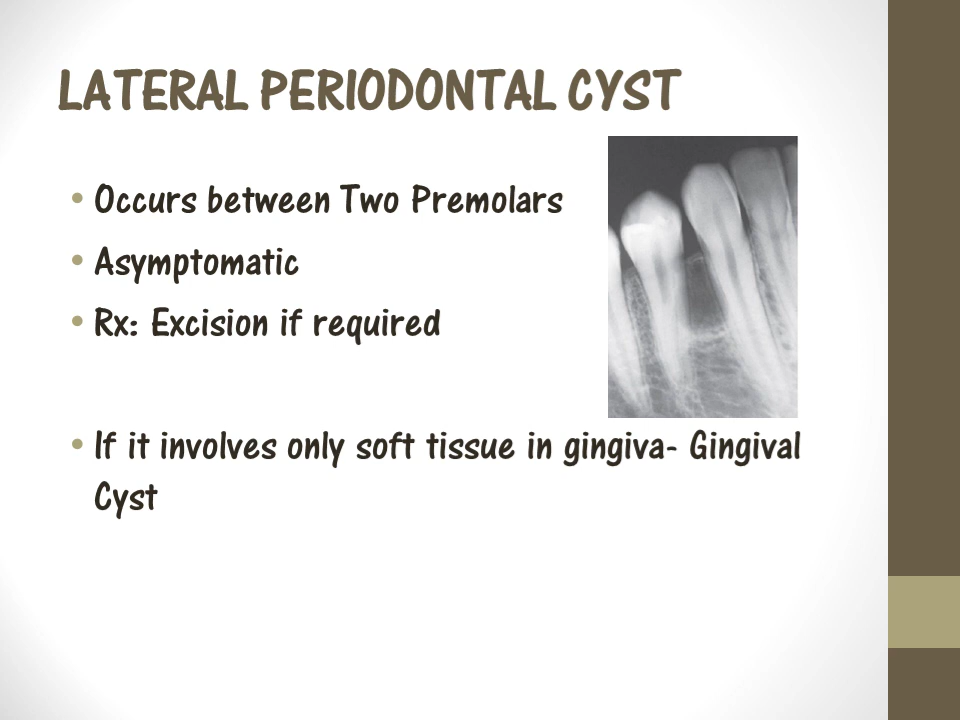 LATERAL PERIODONTAL CYST
• Occurs between Two Premolars
• Asymptomatic
• Rx: Excision if required
• If it involves only soft tissue in gingiva- Gingival
Cyst